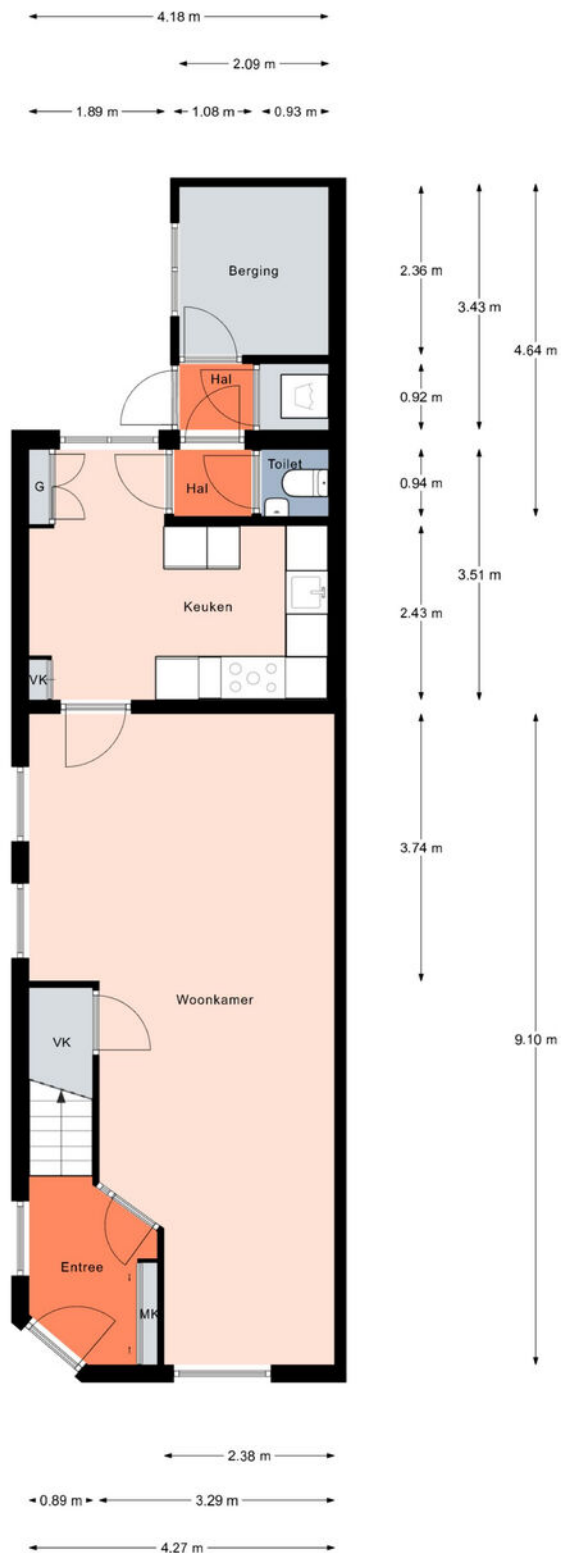 4.18 m
2.09 m
1.89 m
1.08 m
0.93 m
Berging
2.36 m
3.43 m
4.64 m
Hal
0.92 m
Toilet
G
Hal
0.94 m
3.51 m
Keuken
2.43 m
VK
3.74 m
Woonkamer
VK
9.10 m
Entree
MK
2.38 m
0.89 m
3.29 m
4.27 m